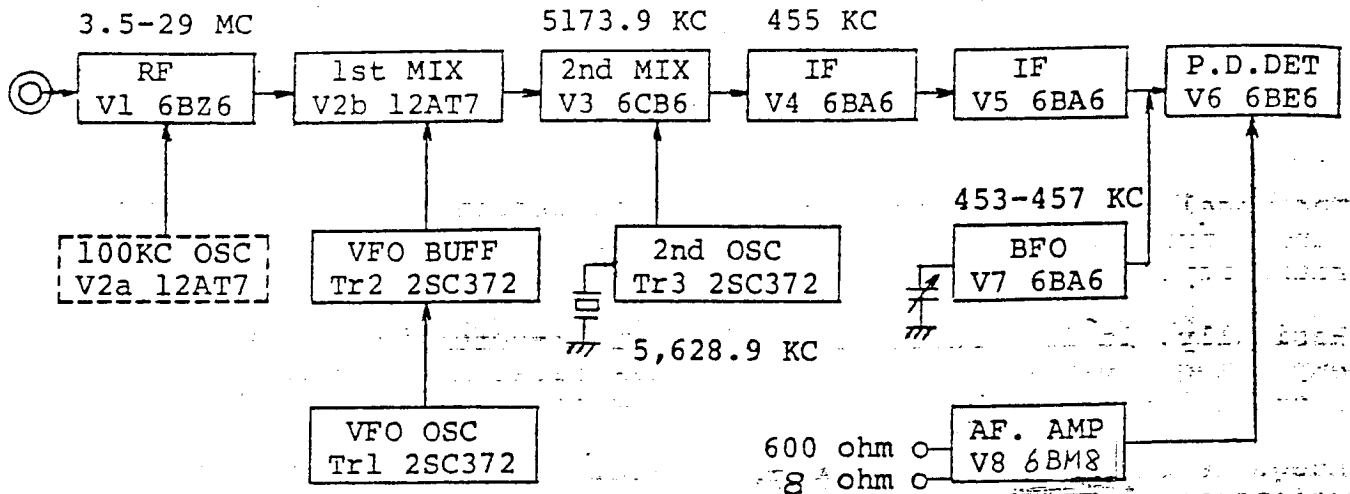 3.5-29 MC
5173.9 KC
455 KC
RF
V1 6BZ6
1st MIX
V2b 12AT7
2nd MIX
V3 6CB6
IF
V4 6BA6
IF
V5 6BA6
P.D.DET
V6 6BE6
453-457 KC
100KC OSC
V2a 12AT7
VFO BUFF
Tr2 2SC372
2nd OSC
Tr3 2SC372
BFO
V7 6BA6
5,628.9 KC
VFO OSC
Tr1 2SC372
600 ohm
8 ohm
AF. AMP
V8 6BM8